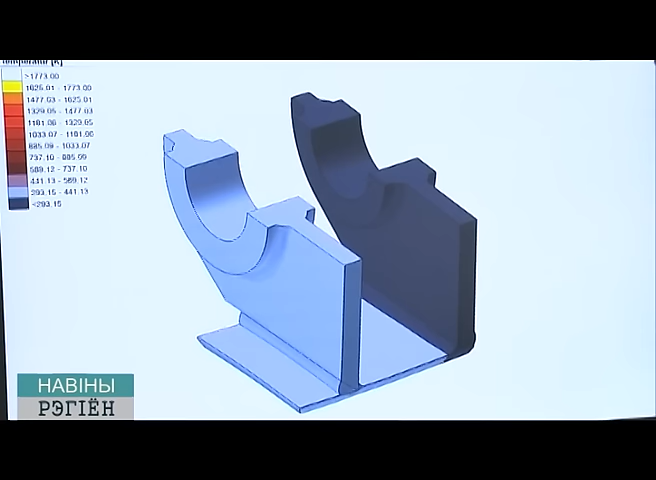 >1773.00
1625.01 - 1773.00
1477.03 - 1625.01
1329.05 - 1477.03
1181.06 - 1329.05
1033.07 - 1181.06
885.09 - 1033.07
737.10 - 885.09
589.12 - 737.10
441.13 - 589.12
293.15 - 441.13
<293.15
НАВІНЫ
РЭГІЁН